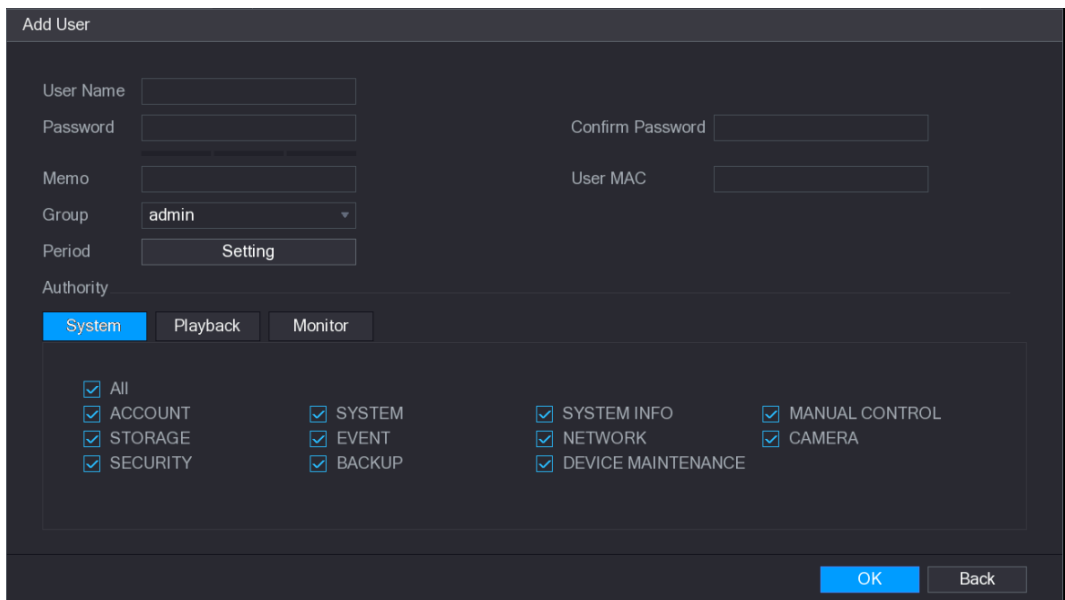 Add User
User Name
Password Confirm Password
Memo User MAC
Group admin
Period Setting
Authority
System Playback Monitor
All
ACCOUNT SYSTEM SYSTEM INFO MANUAL CONTROL
STORAGE EVENT NETWORK CAMERA
SECURITY BACKUP DEVICE MAINTENANCE
OK Back